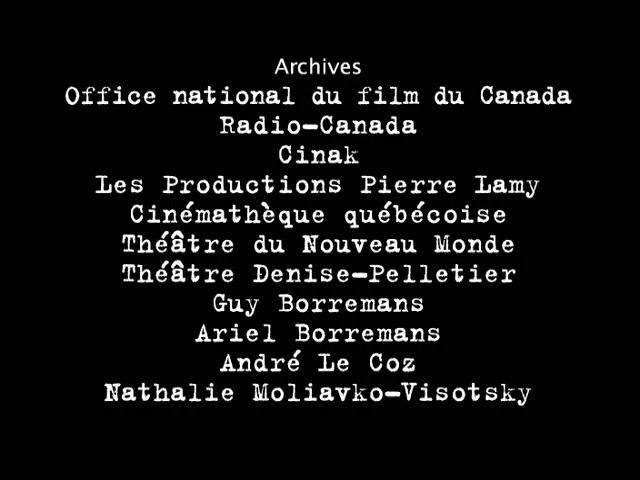 Archives
Office national du film du Canada
Radio-Canada
Cinak
Les Productions Pierre Lamy
Cinémathèque québécoise
Théâtre du Nouveau Monde
Théâtre Denise-Pelletier
Guy Borremans
Ariel Borremans
André Le Coz
Nathalie Moliavko-Visotsky